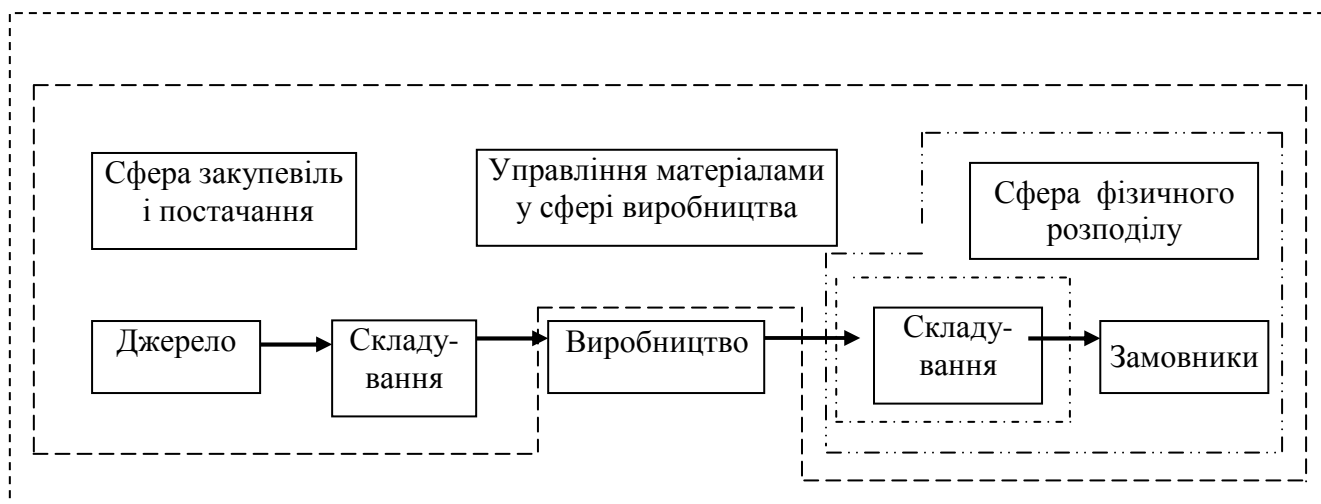 Сфера закупевіль
і постачання
Управління матеріалами
у сфері виробництва
Сфера фізичного
розподілу
Джерело
Складу-
вання
Виробництво
Складу-
вання
Замовники